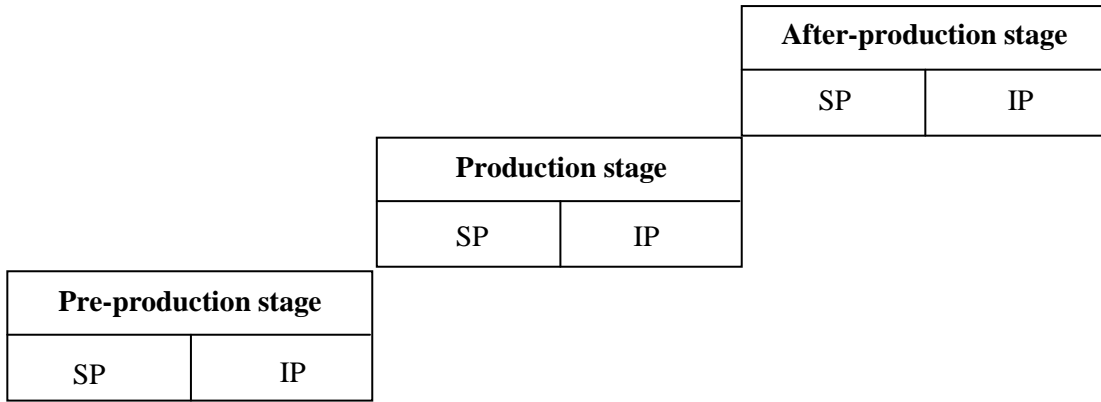 After-production stage
SP IP
Production stage
SP IP
Pre-production stage
SP IP